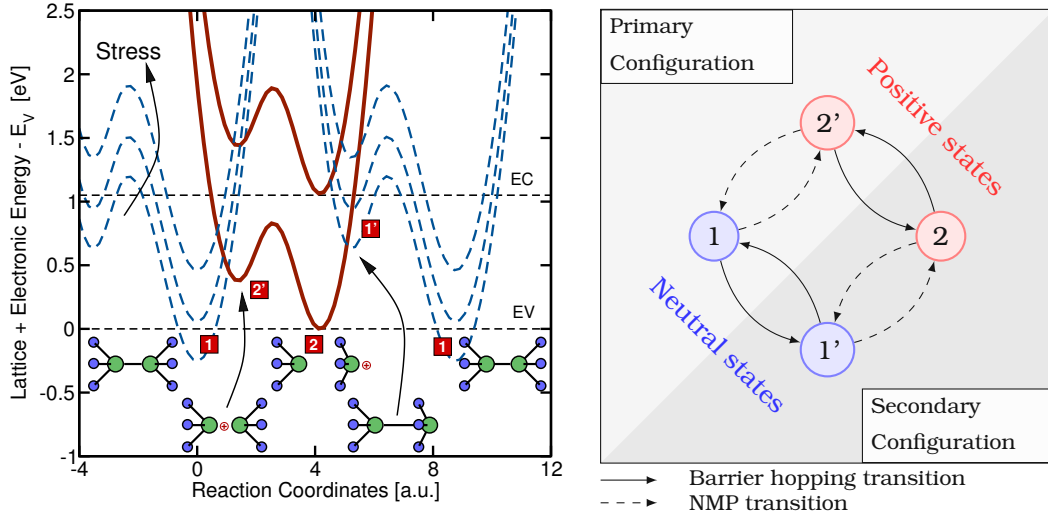 Lattice + Electronic Energy - E_V [eV]
2.5
2
1.5
1
0.5
0
-0.5
-1
Stress
EC
EV
1'
2'
1
2
1
-4
0
4
8
12
Reaction Coordinates [a.u.]
Primary
Configuration
Positive states
2'
1
2
1'
Neutral states
Secondary
Configuration
Barrier hopping transition
NMP transition